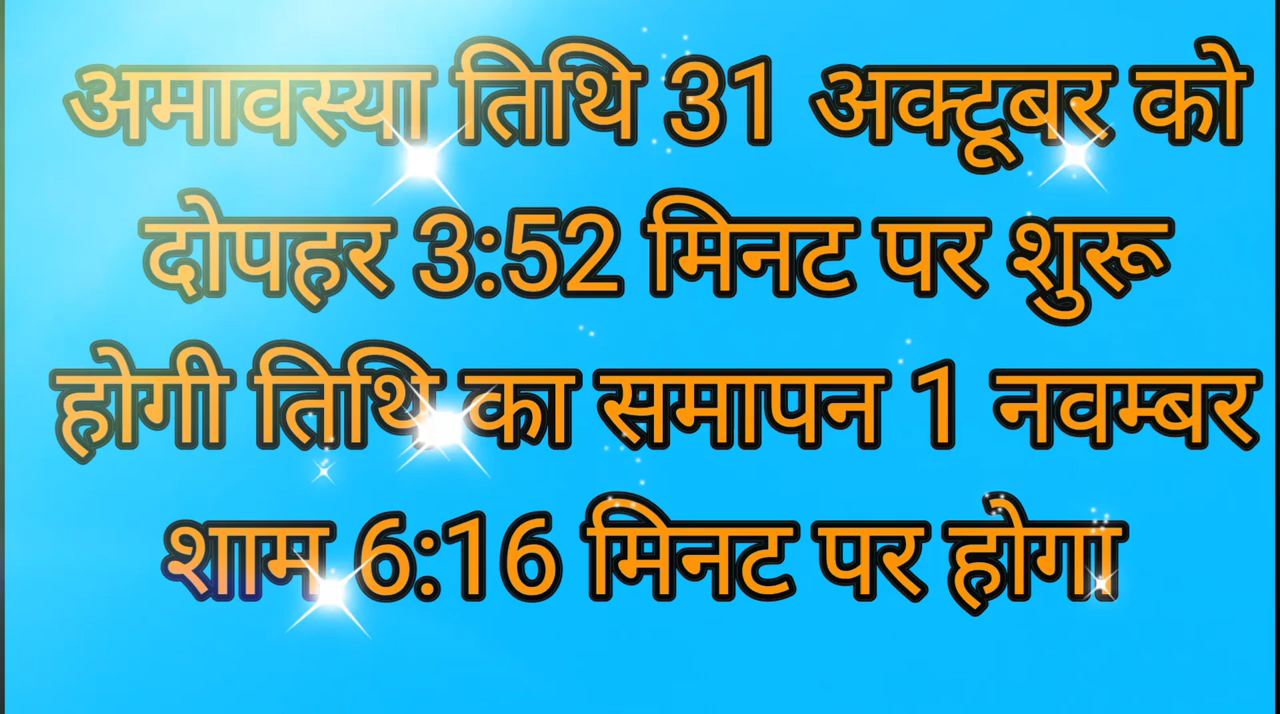 अमावस्या तिथि 31 अक्टूबर को
दोपहर 3:52 मिनट पर शुरू
होगी तिथि का समापन 1 नवम्बर
शाम 6:16 मिनट पर होगा